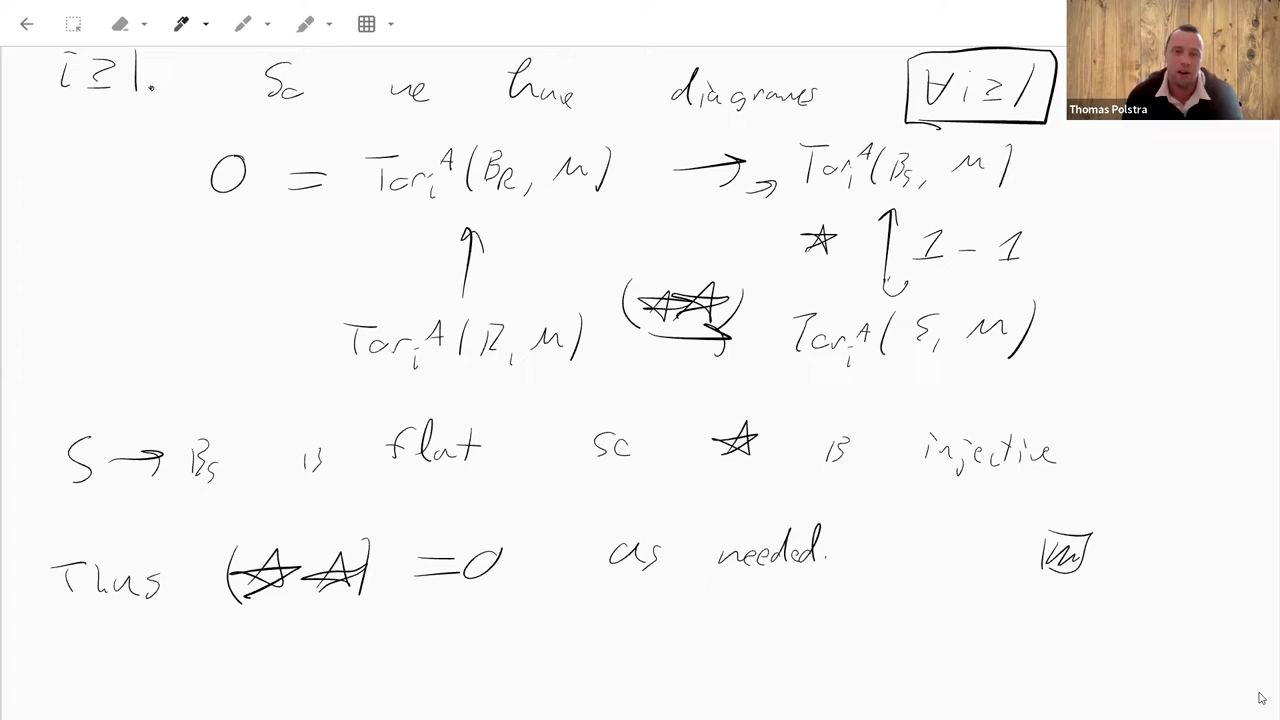 i ≥ 1. So we have diagrams ∀ i ≥ 1
Thomas Polstra
0 = Tor_i^A(B_R, M) → Tor_i^A(B_S, M)
☆ 1-1
(☆☆)
Tor_i^A(R, M) → Tor_i^A(S, M)
S → B_S is flat so ☆ is injective
Thus (☆☆) = 0 as needed.